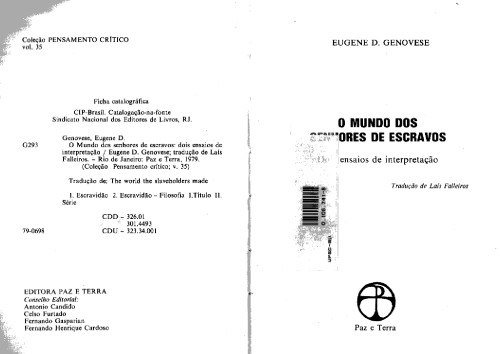 Coleção PENSAMENTO CRÍTICO
vol. 35
Ficha catalográfica
CIP-Brasil. Catalogação-na-fonte
Sindicato Nacional dos Editores de Livros, RJ.
Genovese, Eugene D.
G293 O Mundo dos senhores de escravos: dois ensaios de
interpretação / Eugene D. Genovese; tradução de Laís
Falleiros. – Rio de Janeiro: Paz e Terra, 1979.
(Coleção Pensamento crítico; v. 35)
Tradução de: The world the slaveholders made
1. Escravidão 2. Escravidão – Filosofia I.Título II.
Série
CDD – 326.01
301.4493
79-0698 CDU – 323.34.001
EDITORA PAZ E TERRA
Conselho Editorial:
Antonio Candido
Celso Furtado
Fernando Gasparian
Fernando Henrique Cardoso
EUGENE D. GENOVESE
O MUNDO DOS
SENHORES DE ESCRAVOS
ensaios de interpretação
Tradução de Laís Falleiros
Paz e Terra